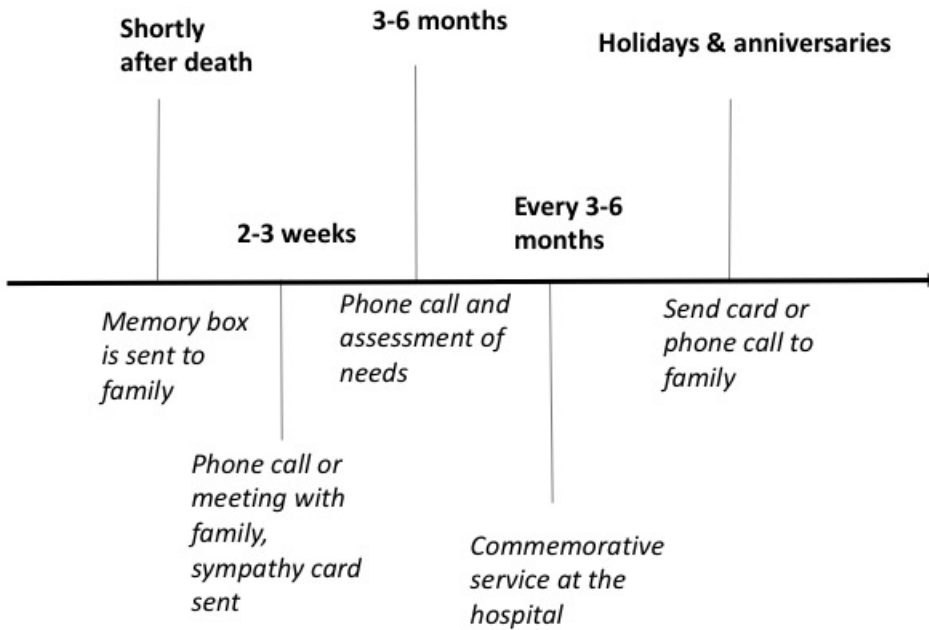 Shortly
after death
3-6 months
Holidays & anniversaries
2-3 weeks
Every 3-6
months
Memory box
is sent to
family
Phone call and
assessment of
needs
Send card or
phone call to
family
Phone call or
meeting with
family,
sympathy card
sent
Commemorative
service at the
hospital